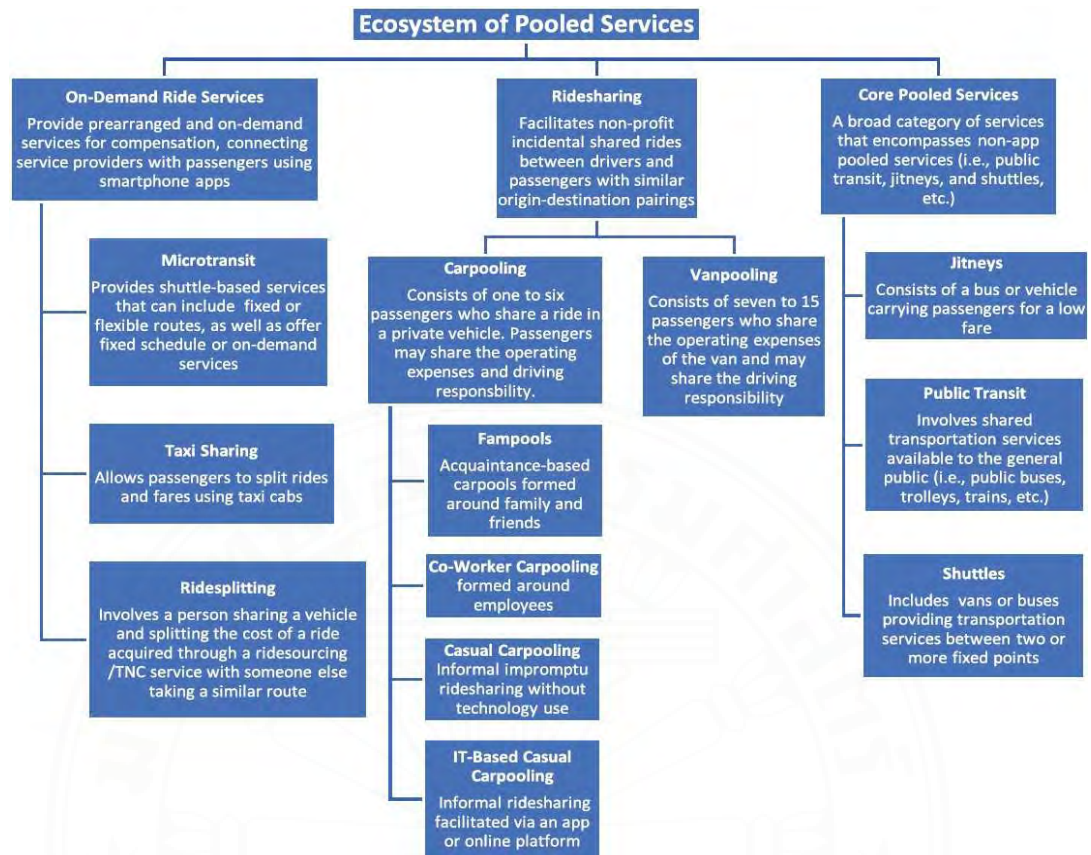 Ecosystem of Pooled Services
On-Demand Ride Services
Provide prearranged and on-demand
services for compensation, connecting
service providers with passengers using
smartphone apps
Microtransit
Provides shuttle-based services
that can include fixed or
flexible routes, as well as offer
fixed schedule or on-demand
services
Taxi Sharing
Allows passengers to split rides
and fares using taxi cabs
Ridesplitting
Involves a person sharing a vehicle
and splitting the cost of a ride
acquired through a ridesourcing
/TNC service with someone else
taking a similar route
Ridesharing
Facilitates non-profit
incidental shared rides
between drivers and
passengers with similar
origin-destination pairings
Carpooling
Consists of one to six
passengers who share a ride in
a private vehicle. Passengers
may share the operating
expenses and driving
responsbility.
Fampools
Acquaintance-based
carpools formed
around family and
friends
Co-Worker Carpooling
formed around
employees
Casual Carpooling
Informal impromptu
ridesharing without
technology use
IT-Based Casual
Carpooling
Informal ridesharing
facilitated via an app
or online platform
Vanpooling
Consists of seven to 15
passengers who share
the operating expenses
of the van and may
share the driving
responsibility
Core Pooled Services
A broad category of services
that encompasses non-app
pooled services (i.e., public
transit, jitneys, and shuttles,
etc.)
Jitneys
Consists of a bus or vehicle
carrying passengers for a low
fare
Public Transit
Involves shared
transportation services
available to the general
public (i.e., public buses,
trolleys, trains, etc.)
Shuttles
Includes vans or buses
providing transportation
services between two or
more fixed points